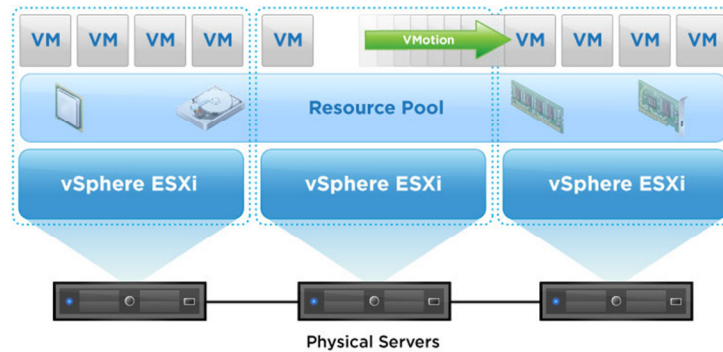 VM VM VM VM VM VMotion VM VM VM VM
Resource Pool
vSphere ESXi vSphere ESXi vSphere ESXi
Physical Servers